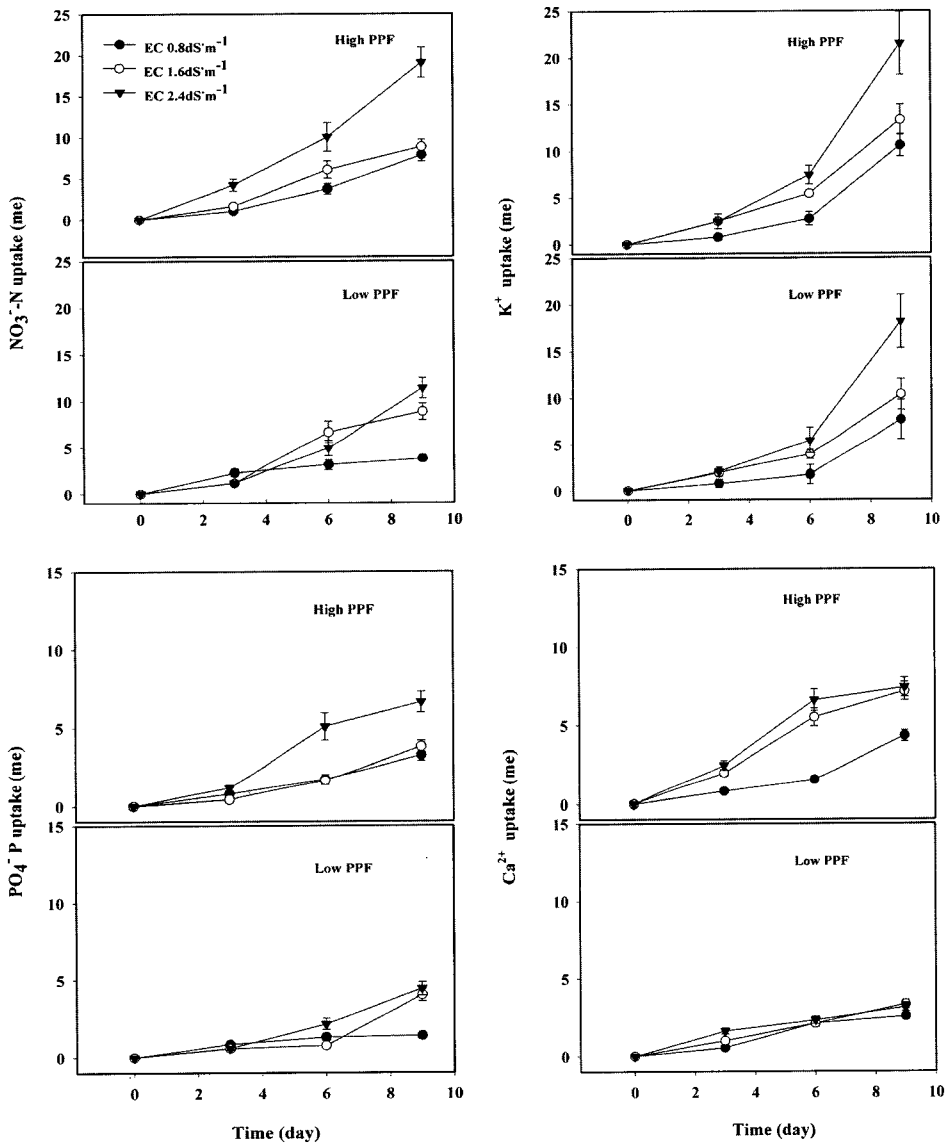 25
20
15
10
5
0
High PPF
EC 0.8dS·m⁻¹
EC 1.6dS·m⁻¹
EC 2.4dS·m⁻¹
25
20
15
10
5
0
Low PPF
0 2 4 6 8 10
NO₃⁻-N uptake (me)
25
20
15
10
5
0
High PPF
25
20
15
10
5
0
Low PPF
0 2 4 6 8 10
K⁺ uptake (me)
15
10
5
0
High PPF
15
10
5
0
Low PPF
0 2 4 6 8 10
PO₄⁻ P uptake (me)
Time (day)
15
10
5
0
High PPF
15
10
5
0
Low PPF
0 2 4 6 8 10
Ca²⁺ uptake (me)
Time (day)